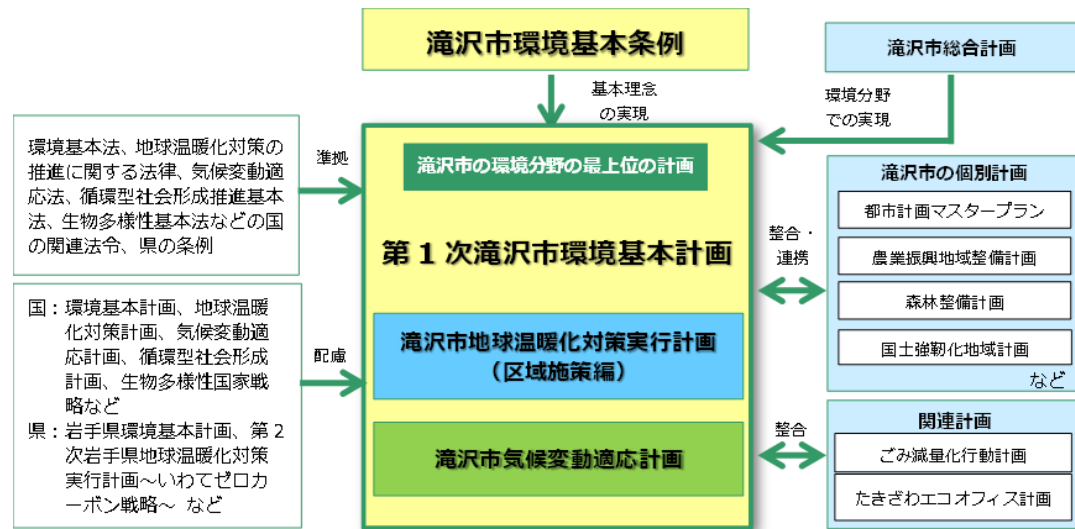 滝沢市環境基本条例
滝沢市総合計画
基本理念
の実現
環境分野
での実現
環境基本法、地球温暖化対策の
推進に関する法律、気候変動適
応法、循環型社会形成推進基本
法、生物多様性基本法などの国
の関連法令、県の条例
準拠
滝沢市の環境分野の最上位の計画
第1次滝沢市環境基本計画
整合・
連携
滝沢市の個別計画
都市計画マスタープラン
農業振興地域整備計画
森林整備計画
国土強靭化地域計画
など
国：環境基本計画、地球温暖
化対策計画、気候変動適
応計画、循環型社会形成
計画、生物多様性国家戦
略など
県：岩手県環境基本計画、第2
次岩手県地球温暖化対策
実行計画～いわてゼロカ
ーボン戦略～ など
配慮
滝沢市地球温暖化対策実行計画
（区域施策編）
滝沢市気候変動適応計画
整合
関連計画
ごみ減量化行動計画
たきざわエコオフィス計画